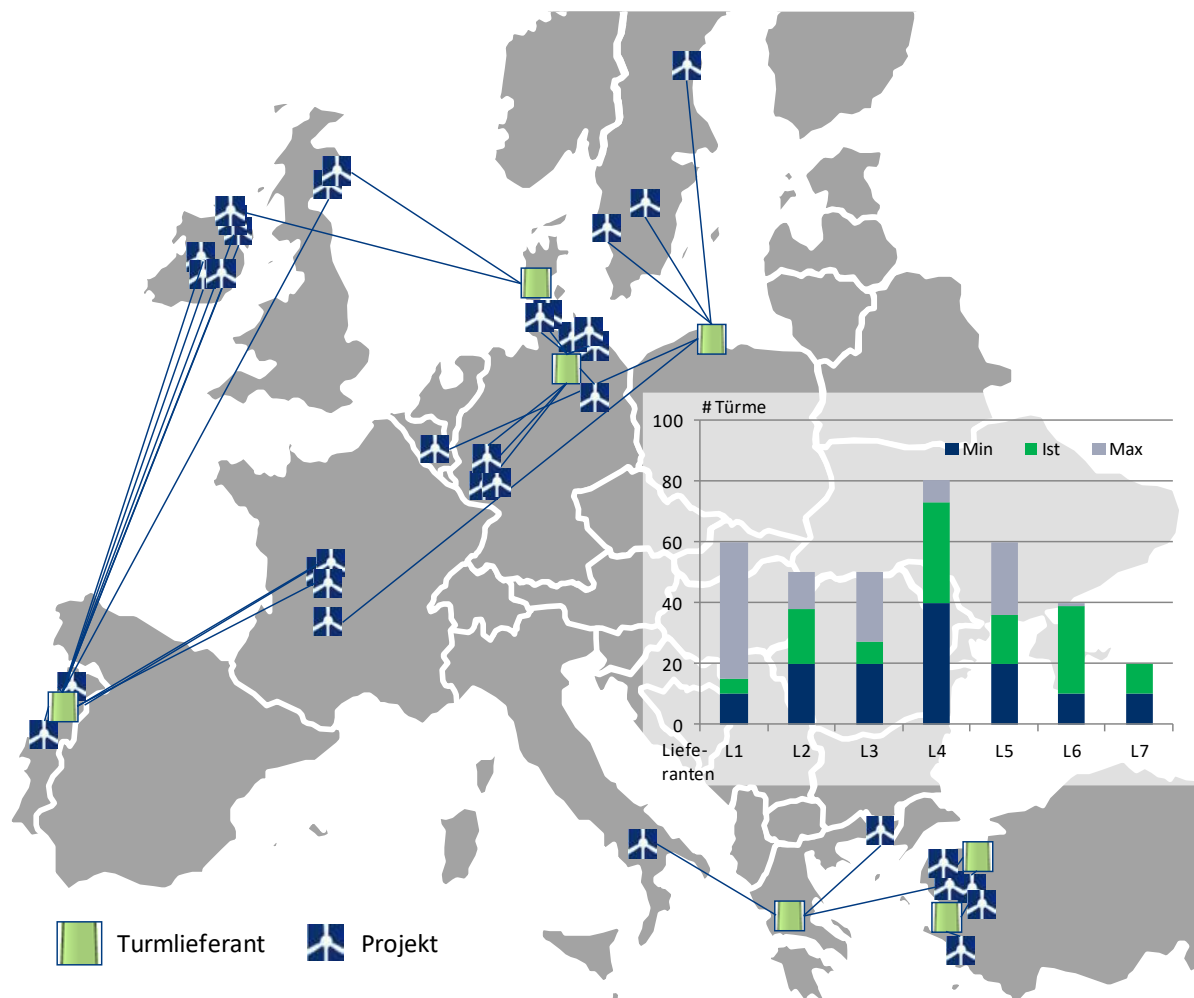 # Türme
100
Min Ist Max
80
60
40
20
0
Liefe-
ranten
L1 L2 L3 L4 L5 L6 L7
Turmlieferant Projekt